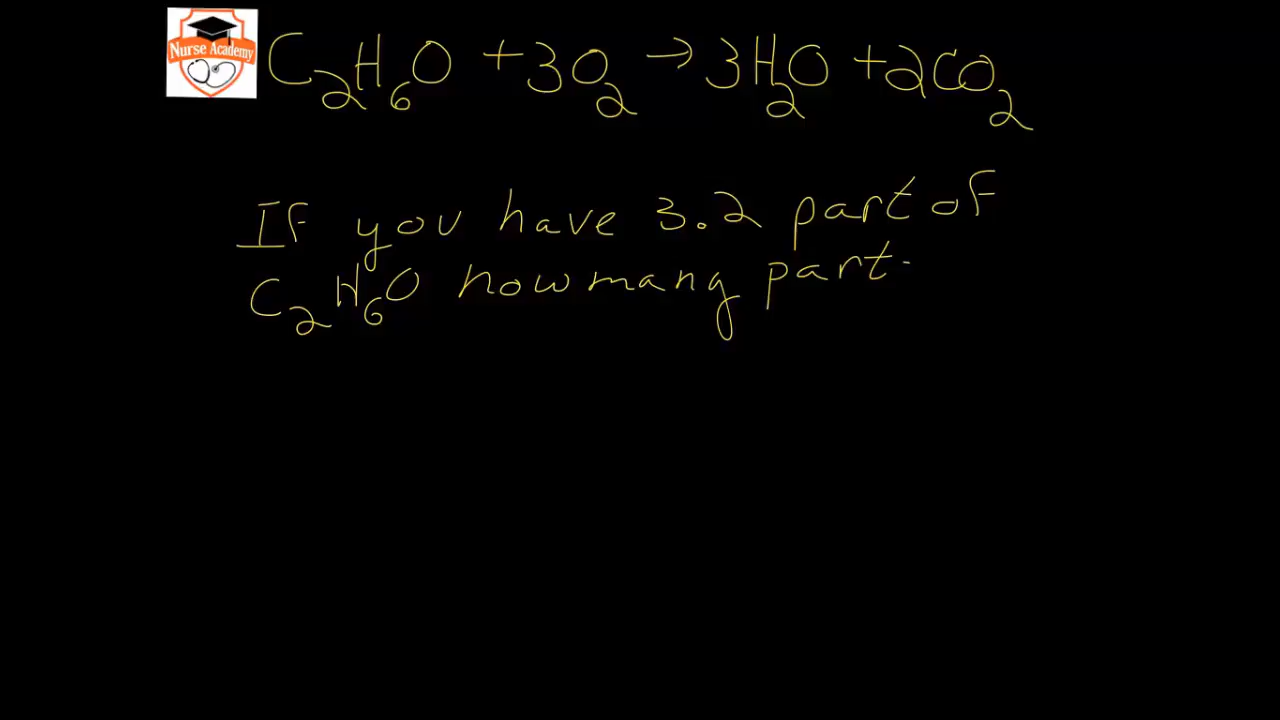 Nurse Academy
C₂H₆O + 3O₂ → 3H₂O + 2CO₂
If you have 3.2 part of
C₂H₆O how many part